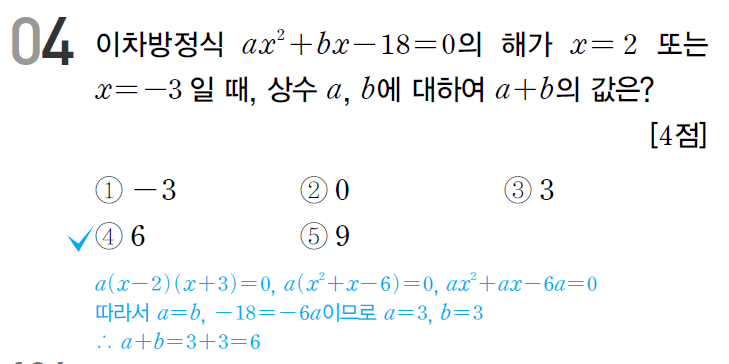 04 이차방정식 ax²+bx-18=0의 해가 x=2 또는
x=-3일 때, 상수 a, b에 대하여 a+b의 값은?
[4점]
① -3 ② 0 ③ 3
④ 6 ⑤ 9
a(x-2)(x+3)=0, a(x²+x-6)=0, ax²+ax-6a=0
따라서 a=b, -18=-6a이므로 a=3, b=3
∴ a+b=3+3=6